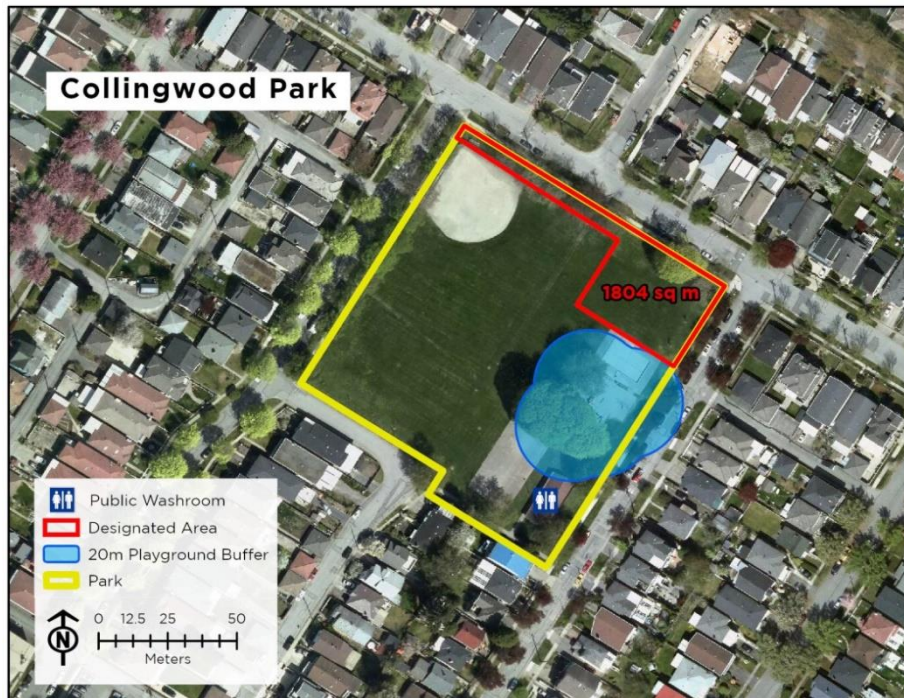 Collingwood Park
1804 sq m
Public Washroom
Designated Area
20m Playground Buffer
Park
N
0 12.5 25 50
Meters